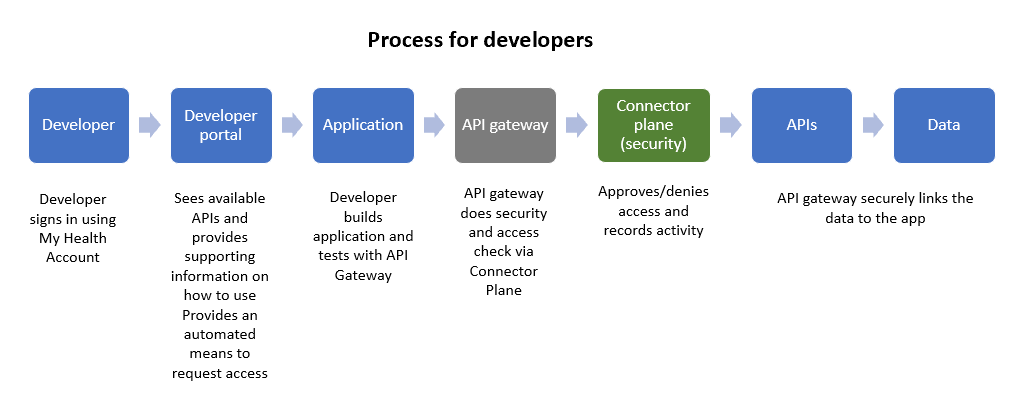 Process for developers
Developer
Developer
portal
Application
API gateway
Connector
plane
(security)
APIs
Data
Developer
signs in using
My Health
Account
Sees available
APIs and
provides
supporting
information on
how to use
Provides an
automated
means to
request access
Developer
builds
application and
tests with API
Gateway
API gateway
does security
and access
check via
Connector
Plane
Approves/denies
access and
records activity
API gateway securely links the
data to the app